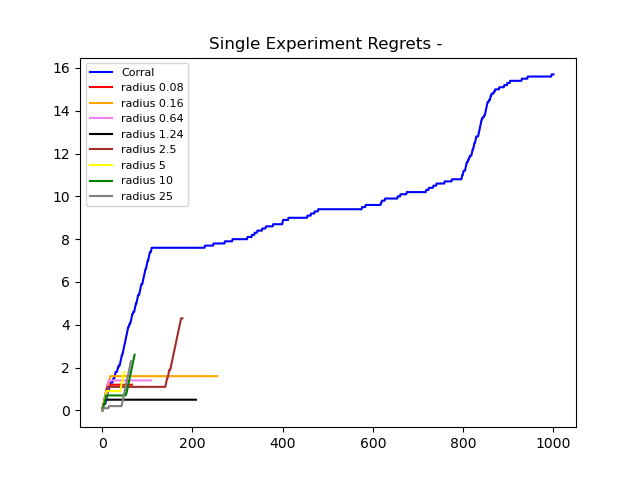 Single Experiment Regrets -
Corral
radius 0.08
radius 0.16
radius 0.64
radius 1.24
radius 2.5
radius 5
radius 10
radius 25
16
14
12
10
8
6
4
2
0
0 200 400 600 800 1000